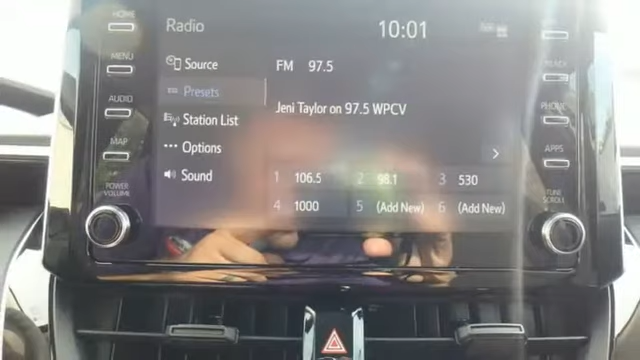 HOME
Radio 10:01
MENU
Source
FM 97.5
Presets
TRACK
AUDIO
Jeni Taylor on 97.5 WPCV
PHONE
Station List
MAP
Options
APPS
Sound
1 106.5 2 98.1 3 530
POWER
VOLUME
TUNE
SCROLL
4 1000 5 (Add New) 6 (Add New)